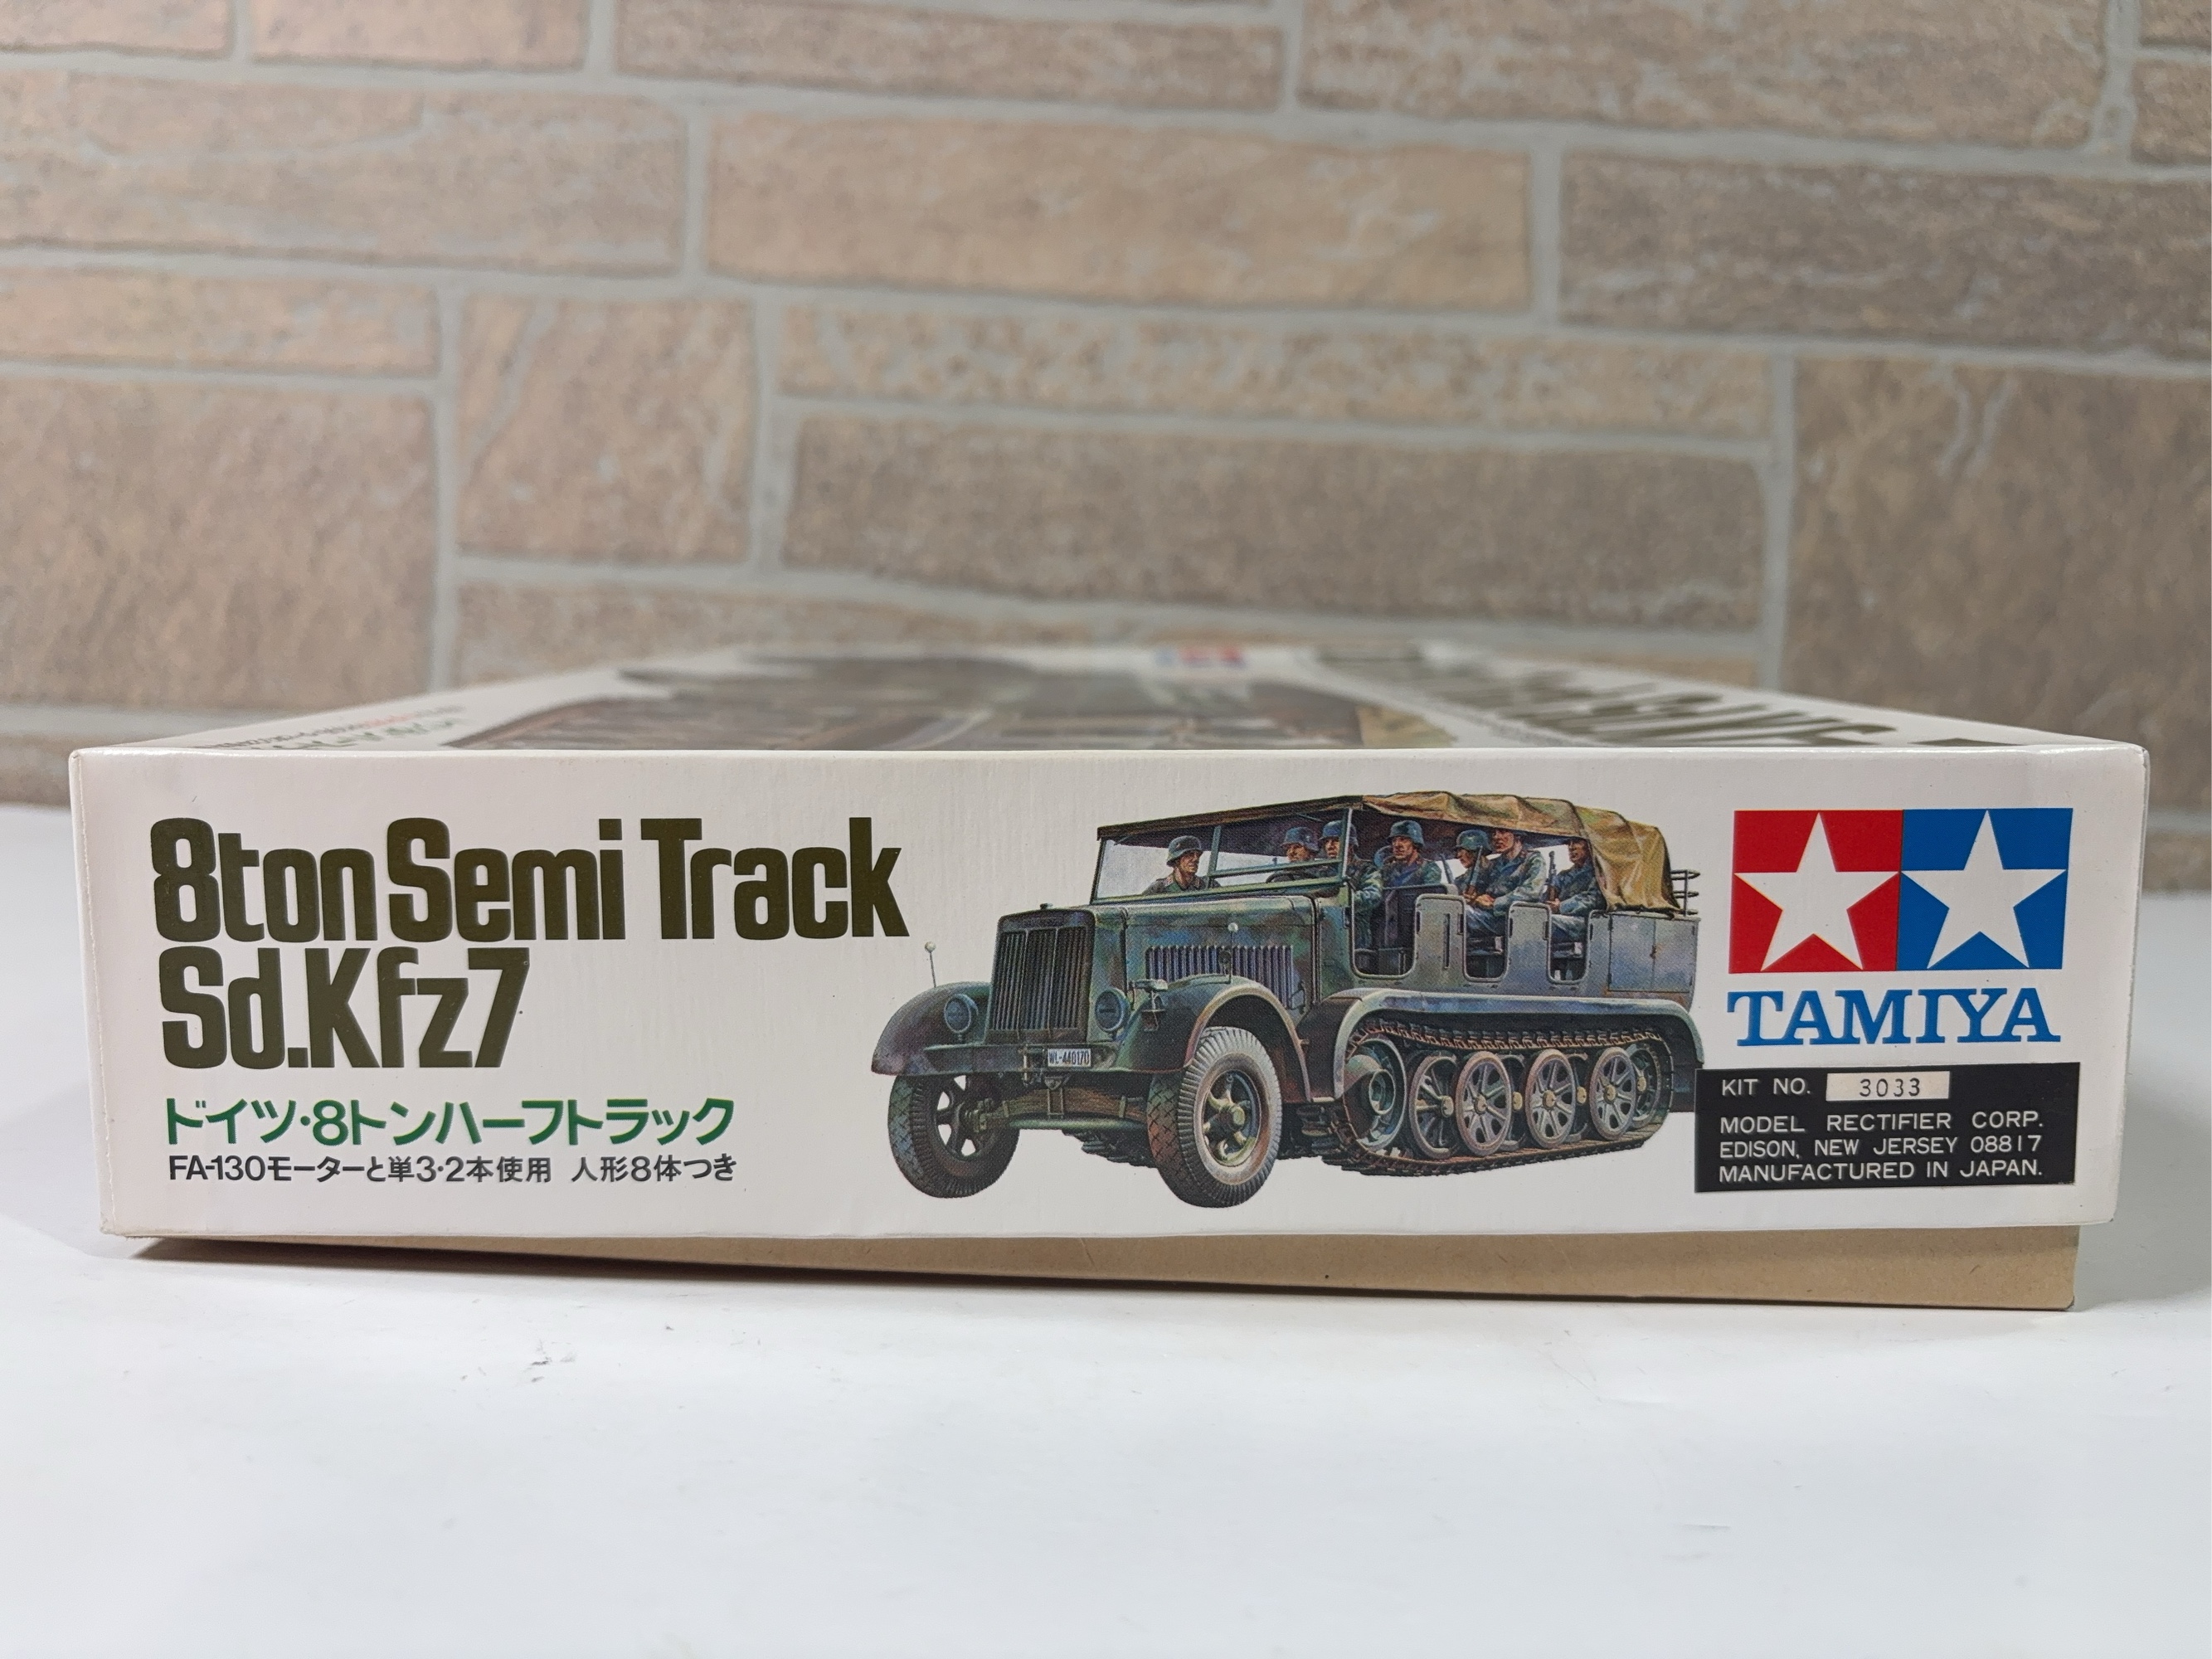 8ton Semi Track
Sd.Kfz7
ドイツ・8トンハーフトラック
FA-130モーターと単3・2本使用 人形8体つき
WL-440170
TAMIYA
KIT NO. 3033
MODEL RECTIFIER CORP.
EDISON, NEW JERSEY 08817
MANUFACTURED IN JAPAN.